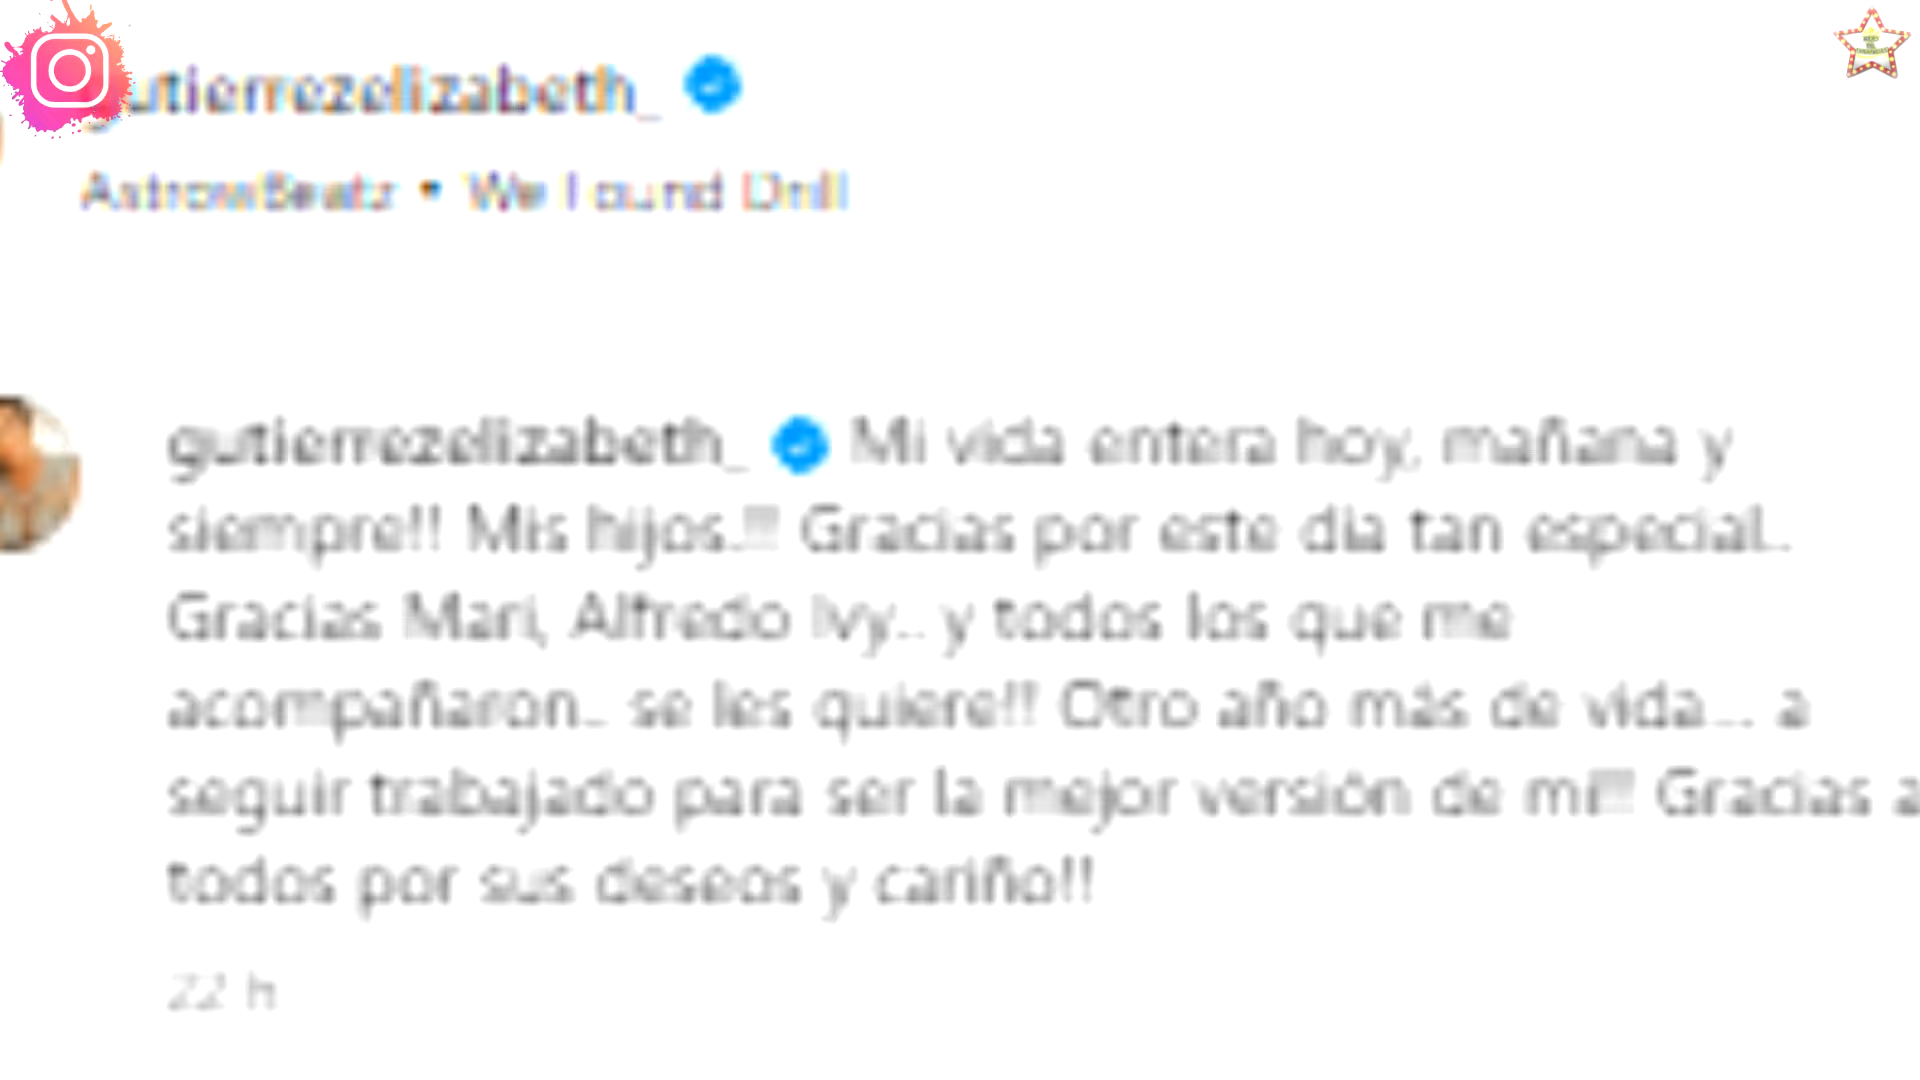 gutierrezelizabeth_
AstrowBeatz • We Found Drill
gutierrezelizabeth_ Mi vida entera hoy, mañana y
siempre!! Mis hijos.!!! Gracias por este día tan especial..
Gracias Mari, Alfredo Ivy... y todos los que me
acompañaron... se les quiere!! Otro año más de vida.... a
seguir trabajado para ser la mejor versión de mi!!! Gracias a
todos por sus deseos y cariño!!
22 h